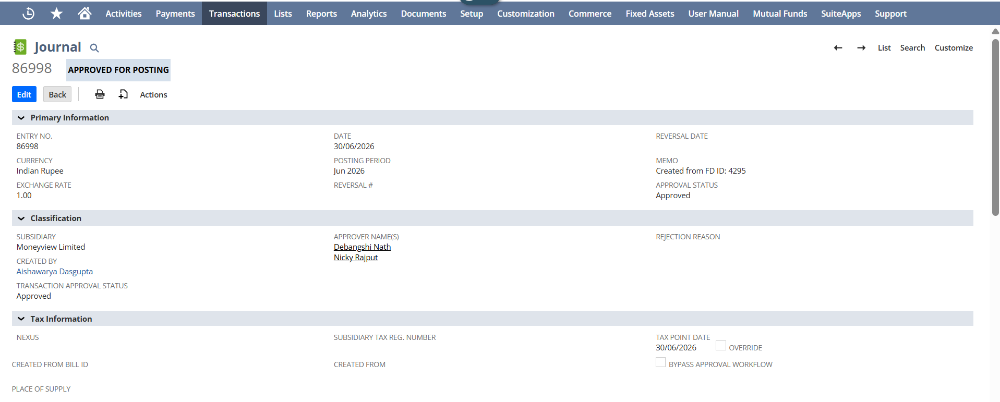 Activities Payments Transactions Lists Reports Analytics Documents Setup Customization Commerce Fixed Assets User Manual Mutual Funds SuiteApps Support
Journal
List Search Customize
86998 APPROVED FOR POSTING
Edit Back Actions
Primary Information
ENTRY NO.
86998
DATE
30/06/2026
REVERSAL DATE
CURRENCY
Indian Rupee
POSTING PERIOD
Jun 2026
MEMO
Created from FD ID: 4295
EXCHANGE RATE
1.00
REVERSAL #
APPROVAL STATUS
Approved
Classification
SUBSIDIARY
Moneyview Limited
APPROVER NAME(S)
Debangshi Nath
Nicky Rajput
REJECTION REASON
CREATED BY
Aishawarya Dasgupta
TRANSACTION APPROVAL STATUS
Approved
Tax Information
NEXUS
SUBSIDIARY TAX REG. NUMBER
TAX POINT DATE
30/06/2026 OVERRIDE
CREATED FROM BILL ID
CREATED FROM
BYPASS APPROVAL WORKFLOW
PLACE OF SUPPLY